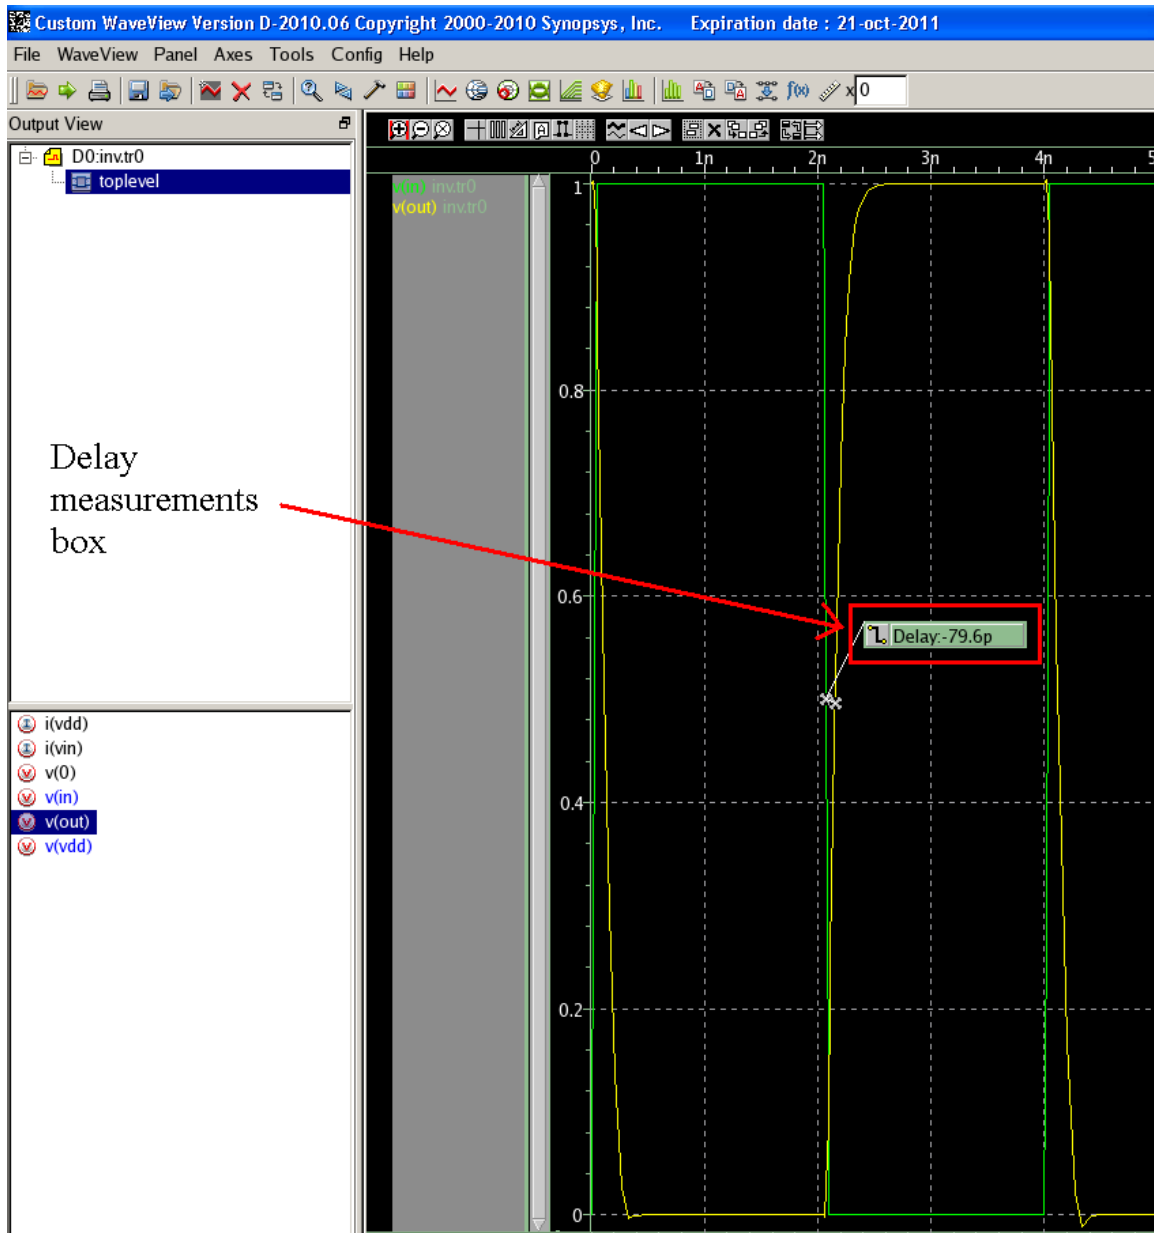 Custom WaveView Version D-2010.06 Copyright 2000-2010 Synopsys, Inc. Expiration date : 21-oct-2011
File WaveView Panel Axes Tools Config Help
f(x) x 0
Output View
D0:inv.tr0
toplevel
0 1n 2n 3n 4n 5
v(in) inv.tr0
v(out) inv.tr0
1
0.8
Delay
measurements
box
0.6
Delay:-79.6p
i(vdd)
i(vin)
v(0)
v(in)
v(out)
v(vdd)
0.4
0.2
0